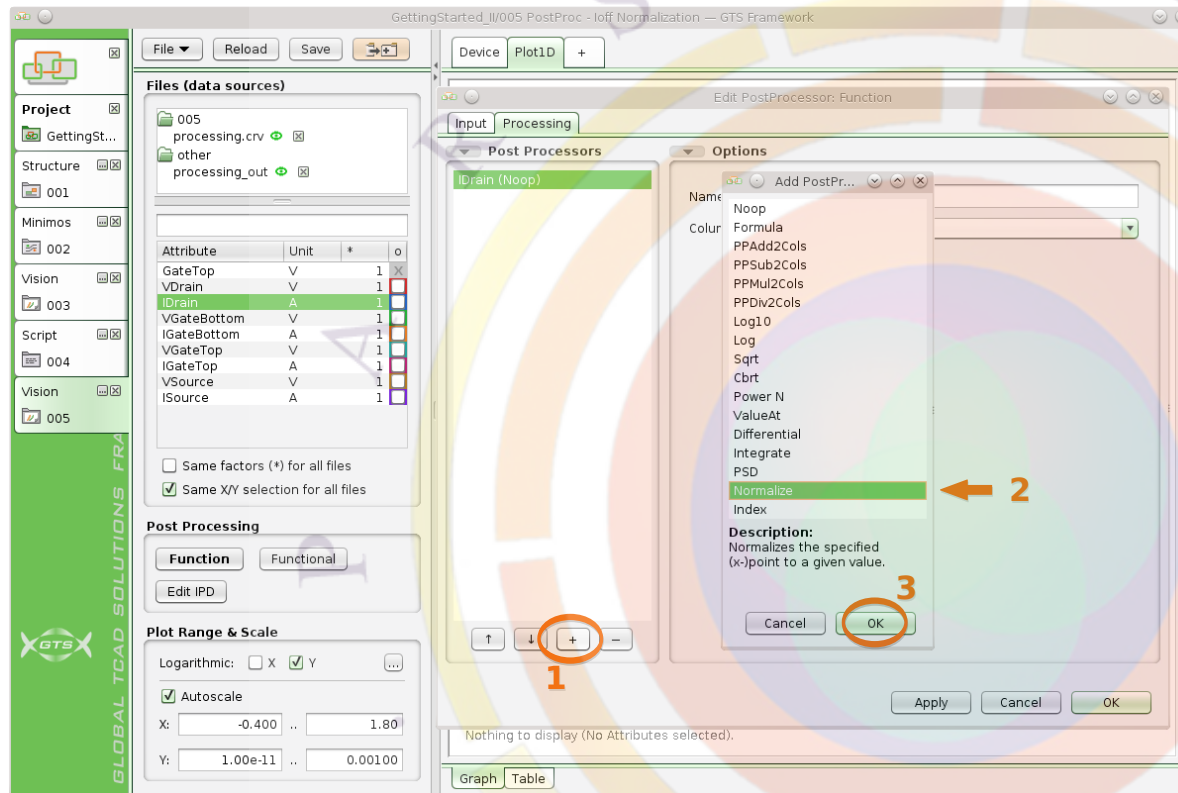 GettingStarted_II/005 PostProc - Ioff Normalization — GTS Framework
File Reload Save
Device Plot1D +
Project
GettingSt...
Structure
001
Minimos
002
Vision
003
Script
004
Vision
005
GLOBAL TCAD SOLUTIONS FRA
GTS
Files (data sources)
005
processing.crv
other
processing_out
Attribute Unit * o
GateTop V 1 X
VDrain V 1
IDrain A 1
VGateBottom V 1
IGateBottom A 1
VGateTop V 1
IGateTop A 1
VSource V 1
ISource A 1
Same factors (*) for all files
Same X/Y selection for all files
Post Processing
Function Functional
Edit IPD
Plot Range & Scale
Logarithmic: X Y ...
Autoscale
X: -0.400 .. 1.80
Y: 1.00e-11 .. 0.00100
Edit PostProcessor: Function
Input Processing
Post Processors
IDrain (Noop)
↑ ↓ + −
1
Options
Name
Colur
Add PostPr...
Noop
Formula
PPAdd2Cols
PPSub2Cols
PPMul2Cols
PPDiv2Cols
Log10
Log
Sqrt
Cbrt
Power N
ValueAt
Differential
Integrate
PSD
Normalize
2
Index
Description:
Normalizes the specified
(x-)point to a given value.
3
Cancel OK
Apply Cancel OK
Nothing to display (No Attributes selected).
Graph Table